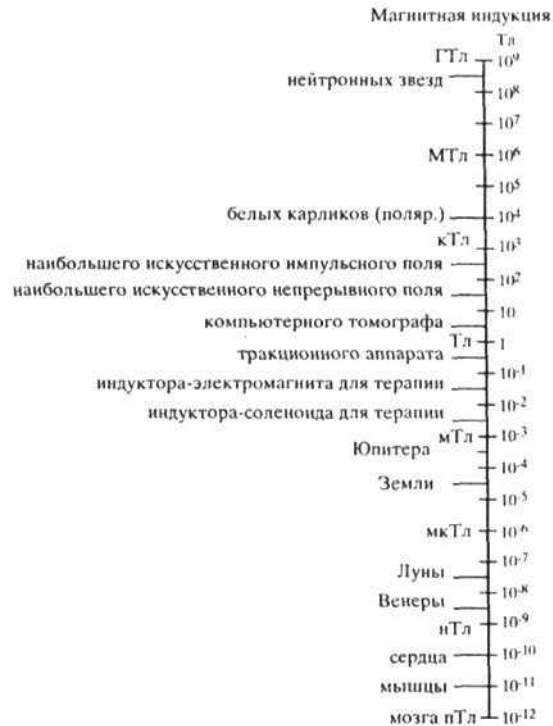 Магнитная индукция
Тл
ГТл 10⁹
нейтронных звезд
10⁸
10⁷
МТл 10⁶
10⁵
белых карликов (поляр.) 10⁴
кТл 10³
наибольшего искусственного импульсного поля
10²
наибольшего искусственного непрерывного поля
10
компьютерного томографа
Тл 1
тракционного аппарата
10⁻¹
индуктора-электромагнита для терапии
10⁻²
индуктора-соленоида для терапии
мТл 10⁻³
Юпитера
10⁻⁴
Земли
10⁻⁵
мкТл 10⁻⁶
10⁻⁷
Луны
10⁻⁸
Венеры
нТл 10⁻⁹
сердца 10⁻¹⁰
мышцы 10⁻¹¹
мозга пТл 10⁻¹²